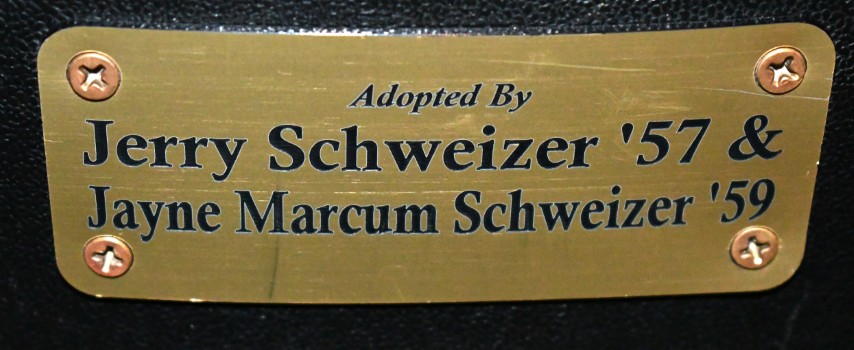 Adopted By
Jerry Schweizer '57 &
Jayne Marcum Schweizer '59